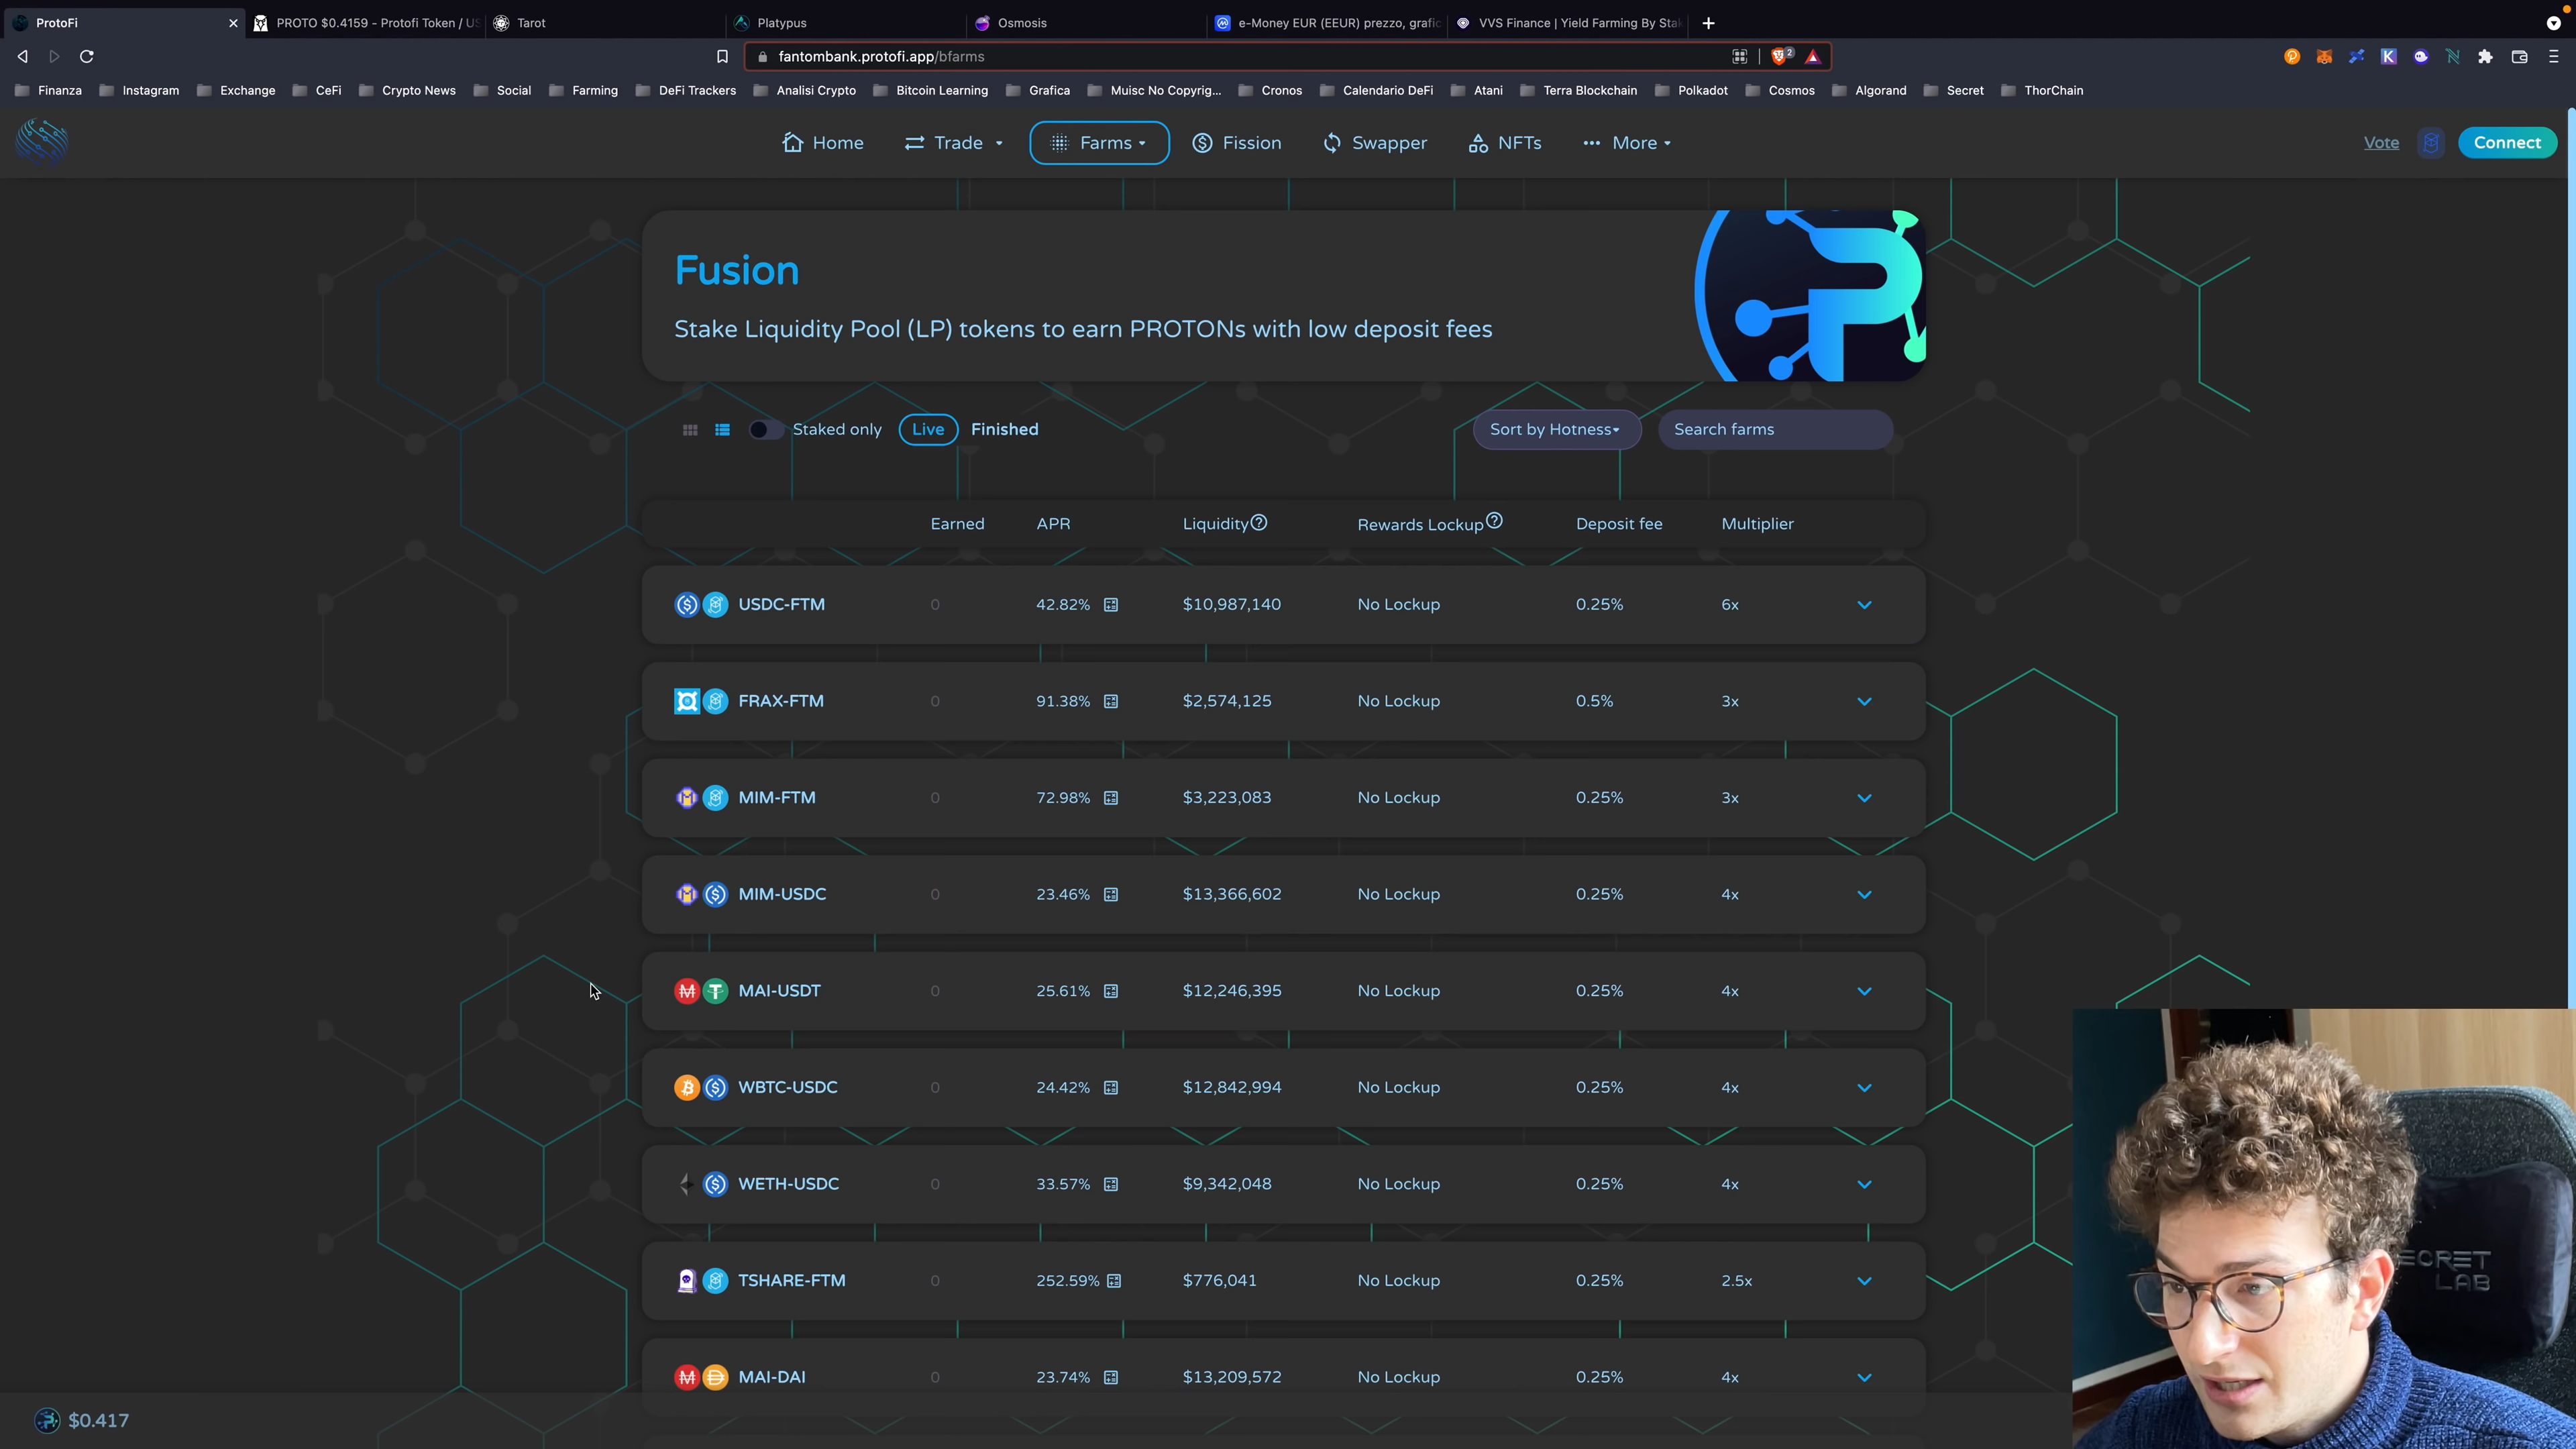 ProtoFi
PROTO $0.4159 - Protofi Token / US
Tarot
Platypus
Osmosis
e-Money EUR (EEUR) prezzo, grafic
VVS Finance | Yield Farming By Sta
fantombank.protofi.app/bfarms
2
Finanza Instagram Exchange CeFi Crypto News Social Farming DeFi Trackers Analisi Crypto Bitcoin Learning Grafica Muisc No Copyrig... Cronos Calendario DeFi Atani Terra Blockchain Polkadot Cosmos Algorand Secret ThorChain
Home Trade Farms Fission Swapper NFTs More Vote Connect
Fusion
Stake Liquidity Pool (LP) tokens to earn PROTONs with low deposit fees
Staked only Live Finished Sort by Hotness Search farms
Earned APR Liquidity Rewards Lockup Deposit fee Multiplier
USDC-FTM 0 42.82% $10,987,140 No Lockup 0.25% 6x
FRAX-FTM 0 91.38% $2,574,125 No Lockup 0.5% 3x
MIM-FTM 0 72.98% $3,223,083 No Lockup 0.25% 3x
MIM-USDC 0 23.46% $13,366,602 No Lockup 0.25% 4x
MAI-USDT 0 25.61% $12,246,395 No Lockup 0.25% 4x
WBTC-USDC 0 24.42% $12,842,994 No Lockup 0.25% 4x
WETH-USDC 0 33.57% $9,342,048 No Lockup 0.25% 4x
TSHARE-FTM 0 252.59% $776,041 No Lockup 0.25% 2.5x
MAI-DAI 0 23.74% $13,209,572 No Lockup 0.25% 4x
$0.417
SECRET
LAB